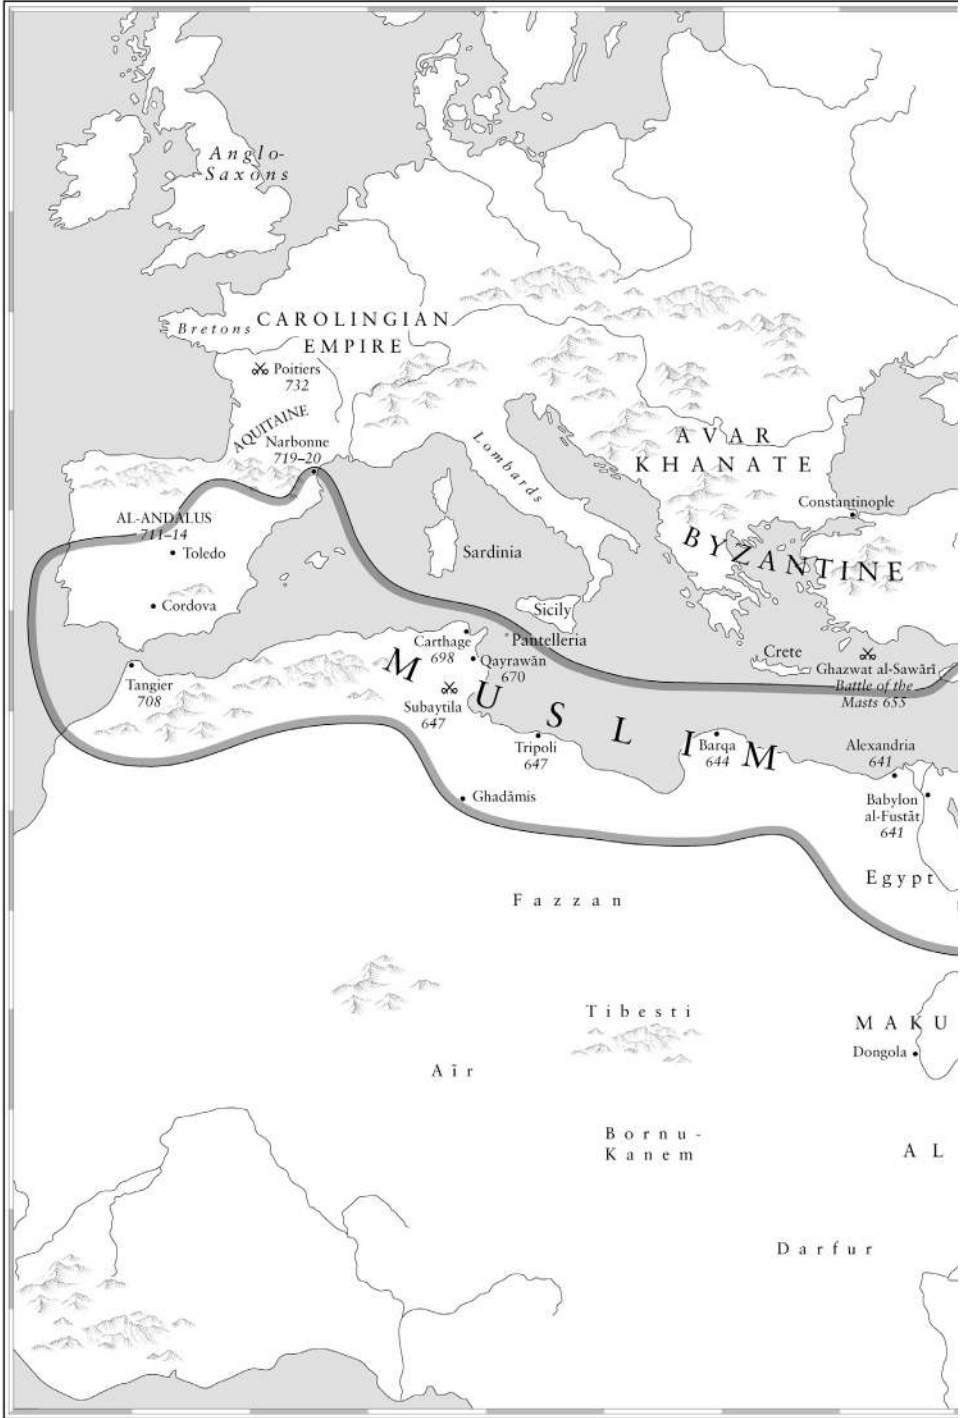 Anglo-
Saxons
Bretons
CAROLINGIAN
EMPIRE
Poitiers
732
AQUITAINE
Narbonne
719–20
Lombards
AVAR
KHANATE
Constantinople
AL-ANDALUS
711–14
Toledo
BYZANTINE
Sardinia
Cordova
Sicily
Carthage
698
Pantelleria
Qayrawān
670
Crete
Ghazwat al-Sawārī
Battle of the
Masts 655
Tangier
708
Subaytila
647
MUSLIM
Tripoli
647
Barqa
644
Alexandria
641
Ghadāmis
Babylon
al-Fustāt
641
Egypt
Fazzan
Tibesti
MAKU
Dongola
Aīr
Bornu-
Kanem
AL
Darfur